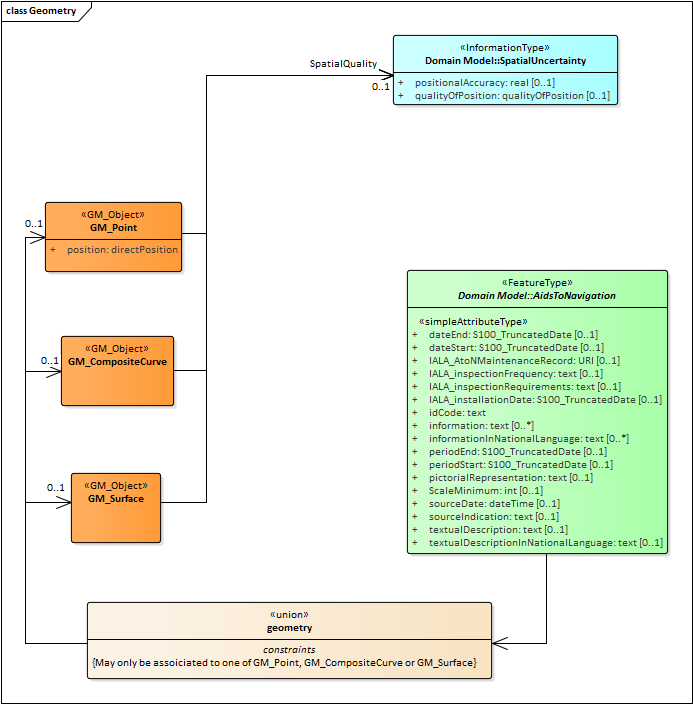 class Geometry
«InformationType»
Domain Model::SpatialUncertainty
+ positionalAccuracy: real [0..1]
+ qualityOfPosition: qualityOfPosition [0..1]
SpatialQuality
0..1
0..1
«GM_Object»
GM_Point
+ position: directPosition
«FeatureType»
Domain Model::AidsToNavigation
«simpleAttributeType»
+ dateEnd: S100_TruncatedDate [0..1]
+ dateStart: S100_TruncatedDate [0..1]
+ IALA_AtoNMaintenanceRecord: URI [0..1]
+ IALA_inspectionFrequency: text [0..1]
+ IALA_inspectionRequirements: text [0..1]
+ IALA_installationDate: S100_TruncatedDate [0..1]
+ idCode: text
+ information: text [0..*]
+ informationInNationalLanguage: text [0..*]
+ periodEnd: S100_TruncatedDate [0..1]
+ periodStart: S100_TruncatedDate [0..1]
+ pictorialRepresentation: text [0..1]
+ ScaleMinimum: int [0..1]
+ sourceDate: dateTime [0..1]
+ sourceIndication: text [0..1]
+ textualDescription: text [0..1]
+ textualDescriptionInNationalLanguage: text [0..1]
0..1
«GM_Object»
GM_CompositeCurve
0..1
«GM_Object»
GM_Surface
«union»
geometry
constraints
{May only be assoiciated to one of GM_Point, GM_CompositeCurve or GM_Surface}